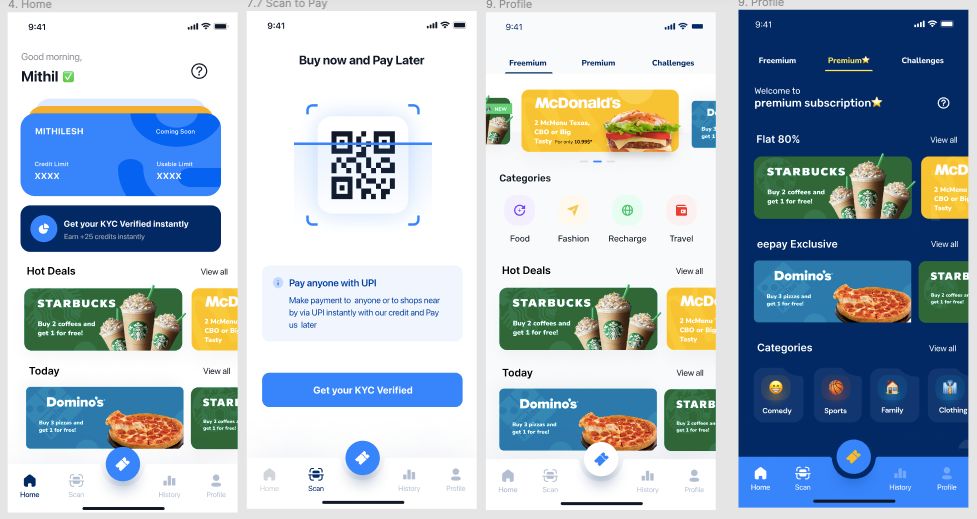 4. Home
9:41
Good morning,
Mithil ✅
MITHILESH
Coming Soon
Credit Limit
XXXX
Useble Limit
XXXX
Get your KYC Verified instantly
Earn +25 credits instantly
Hot Deals
View all
STARBUCKS
Buy 2 coffees and
get 1 for free!
McD
2 McMenu
CBO or Big
Tasty
Today
View all
Domino's
Buy 3 pizzas and
get 1 for free!
STAR
Buy 2 coffees a
get 1 for free!
Home
Scan
History
Profile
7.7 Scan to Pay
9:41
Buy now and Pay Later
Pay anyone with UPI
Make payment to anyone or to shops near
by via UPI instantly with our credit and Pay
us later
Get your KYC Verified
Home
Scan
History
Profile
9. Profile
9:41
Freemium
Premium
Challenges
NEW
McDonald's
2 McMenu Texas,
CBO or Big
Tasty For only 10.99$*
Buy 3
get 1
Categories
Food
Fashion
Recharge
Travel
Hot Deals
View all
STARBUCKS
Buy 2 coffees and
get 1 for free!
McD
2 McMenu
CBO or Big
Tasty
Today
View all
Domino's
Buy 3 pizzas and
get 1 for free!
STAR
Buy 2 coffees a
get 1 for free!
Home
Scan
History
Profile
9. Profile
9:41
Freemium
Premium⭐
Challenges
Welcome to
premium subscription⭐
Flat 80%
View all
STARBUCKS
Buy 2 coffees and
get 1 for free!
McD
2 McMenu
CBO or Big
Tasty
eepay Exclusive
View all
Domino's
Buy 3 pizzas and
get 1 for free!
STAR
Buy 2 co
get 1 for
Categories
View all
Comedy
Sports
Family
Clothing
Home
Scan
History
Profile